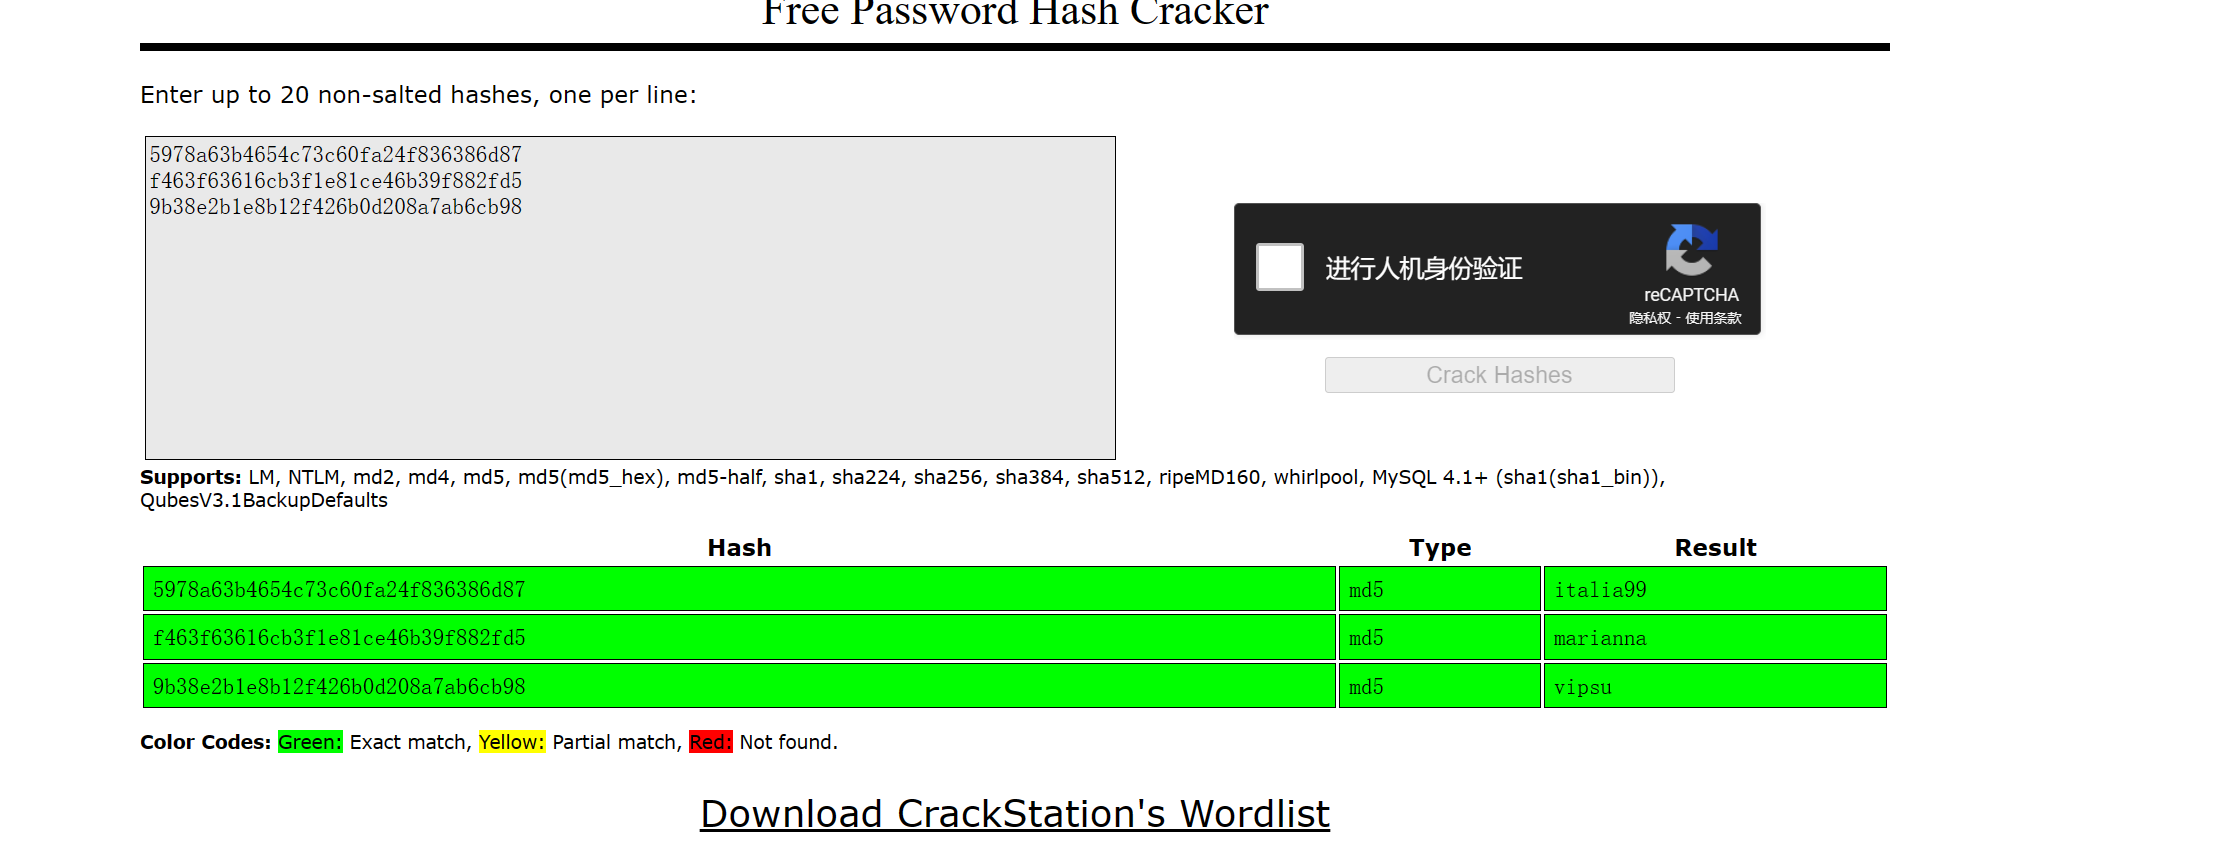 Free Password Hash Cracker
Enter up to 20 non-salted hashes, one per line:
5978a63b4654c73c60fa24f836386d87
f463f63616cb3f1e81ce46b39f882fd5
9b38e2b1e8b12f426b0d208a7ab6cb98
进行人机身份验证
reCAPTCHA
隐私权 - 使用条款
Crack Hashes
Supports: LM, NTLM, md2, md4, md5, md5(md5_hex), md5-half, sha1, sha224, sha256, sha384, sha512, ripeMD160, whirlpool, MySQL 4.1+ (sha1(sha1_bin)),
QubesV3.1BackupDefaults
Hash Type Result
5978a63b4654c73c60fa24f836386d87 md5 italia99
f463f63616cb3f1e81ce46b39f882fd5 md5 marianna
9b38e2b1e8b12f426b0d208a7ab6cb98 md5 vipsu
Color Codes: Green: Exact match, Yellow: Partial match, Red: Not found.
Download CrackStation's Wordlist